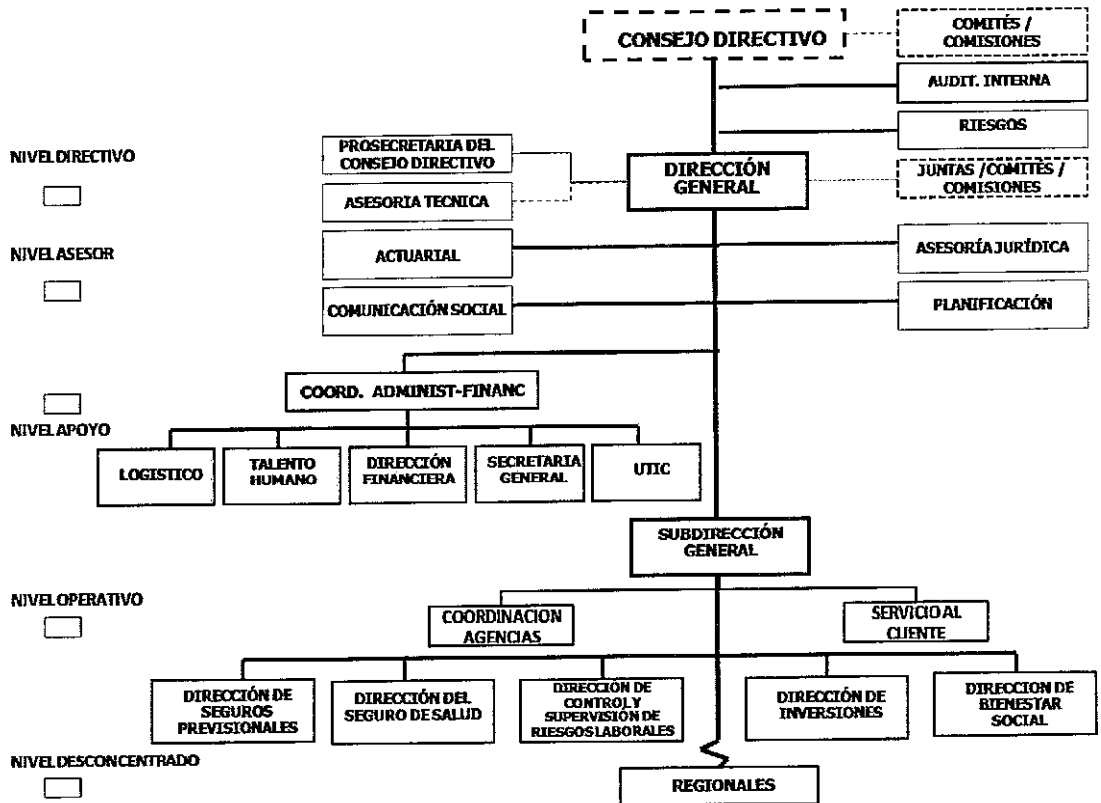 CONSEJO DIRECTIVO
COMITÉS /
COMISIONES
AUDIT. INTERNA
RIESGOS
NIVEL DIRECTIVO
PROSECRETARIA DEL
CONSEJO DIRECTIVO
DIRECCIÓN
GENERAL
JUNTAS /COMITÉS /
COMISIONES
ASESORIA TECNICA
NIVEL ASESOR
ACTUARIAL
ASESORÍA JURÍDICA
COMUNICACIÓN SOCIAL
PLANIFICACIÓN
COORD. ADMINIST-FINANC
NIVEL APOYO
LOGISTICO
TALENTO
HUMANO
DIRECCIÓN
FINANCIERA
SECRETARIA
GENERAL
UTIC
SUBDIRECCIÓN
GENERAL
NIVEL OPERATIVO
COORDINACION
AGENCIAS
SERVICIO AL
CLIENTE
DIRECCIÓN DE
SEGUROS
PREVISIONALES
DIRECCIÓN DEL
SEGURO DE SALUD
DIRECCION DE
CONTROL Y
SUPERVISIÓN DE
RIESGOS LABORALES
DIRECCIÓN DE
INVERSIONES
DIRECCION DE
BIENESTAR
SOCIAL
NIVEL DESCONCENTRADO
REGIONALES